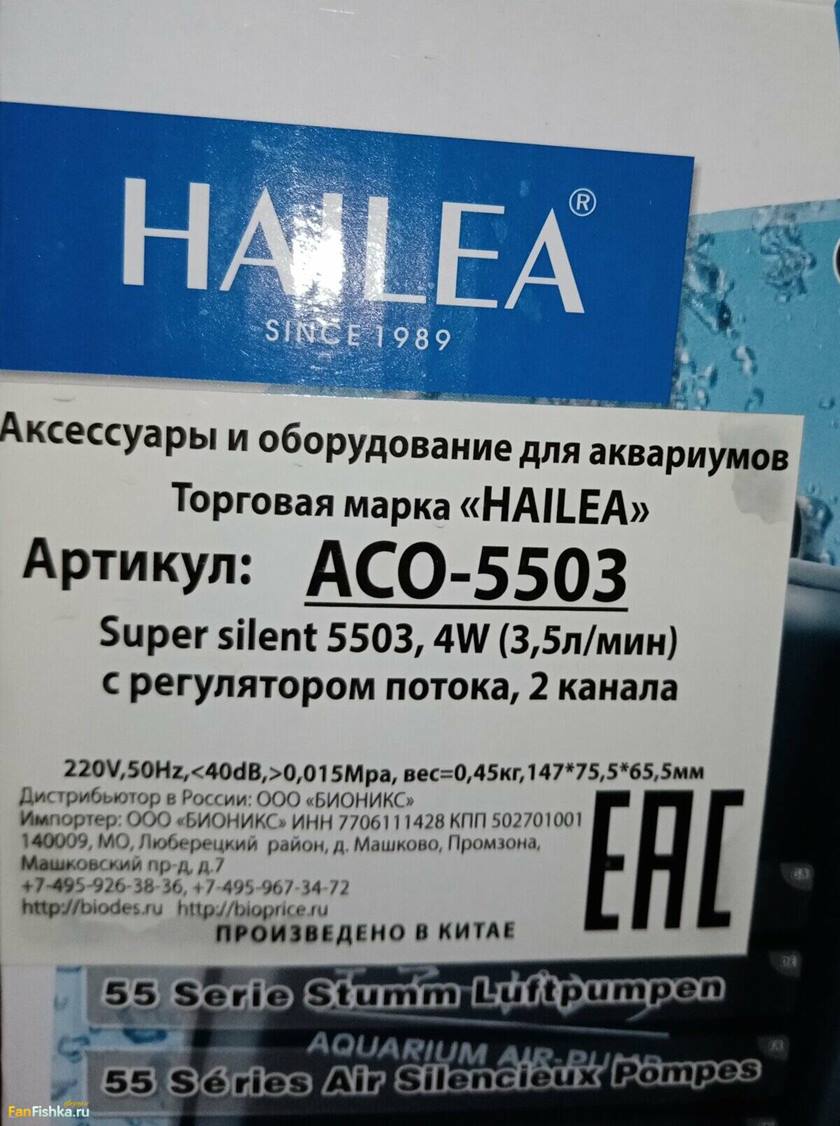 HAILEA®
SINCE 1989
Аксессуары и оборудование для аквариумов
Торговая марка «HAILEA»
Артикул: ACO-5503
Super silent 5503, 4W (3,5л/мин)
с регулятором потока, 2 канала
220V,50Hz,<40dB,>0,015Mpa, вес=0,45кг,147*75,5*65,5мм
Дистрибьютор в России: ООО «БИОНИКС»
Импортер: ООО «БИОНИКС» ИНН 7706111428 КПП 502701001
140009, МО, Люберецкий район, д. Машково, Промзона,
Машковский пр-д, д.7
+7-495-926-38-36, +7-495-967-34-72
http://biodes.ru http://bioprice.ru
EAC
ПРОИЗВЕДЕНО В КИТАЕ
55 Serie Stumm Luftpumpen
AQUARIUM AIR-PUMP
55 Séries Air Silencieux Pompes
FanFishka.ru